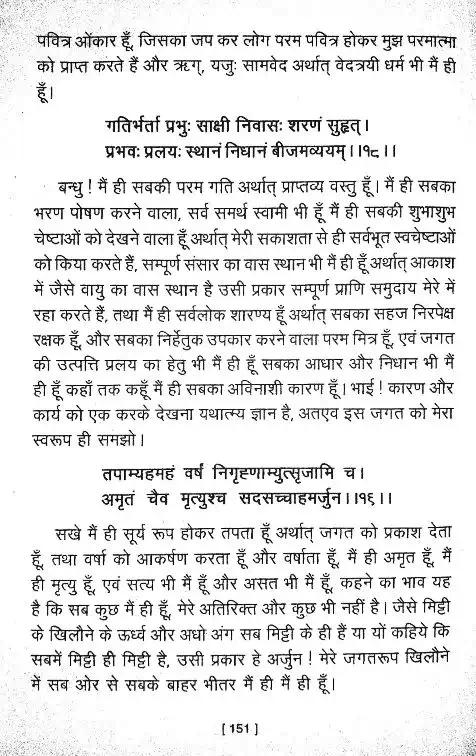 पवित्र ओंकार हूँ, जिसका जप कर लोग परम पवित्र होकर मुझ परमात्मा
को प्राप्त करते हैं और ऋग्, यजुः सामवेद अर्थात् वेदत्रयी धर्म भी मैं ही
हूँ।
गतिर्भर्ता प्रभुः साक्षी निवासः शरणं सुहृत्।
प्रभवः प्रलयः स्थानं निधानं बीजमव्ययम्।।१८।।
बन्धु ! मैं ही सबकी परम गति अर्थात् प्राप्तव्य वस्तु हूँ। मैं ही सबका
भरण पोषण करने वाला, सर्व समर्थ स्वामी भी हूँ मैं ही सबकी शुभाशुभ
चेष्टाओं को देखने वाला हूँ अर्थात् मेरी सकाशता से ही सर्वभूत स्वचेष्टाओं
को किया करते हैं, सम्पूर्ण संसार का वास स्थान भी मैं ही हूँ अर्थात् आकाश
में जैसे वायु का वास स्थान है उसी प्रकार सम्पूर्ण प्राणि समुदाय मेरे में
रहा करते हैं, तथा मैं ही सर्वलोक शारण्य हूँ अर्थात् सबका सहज निरपेक्ष
रक्षक हूँ, और सबका निर्हेतुक उपकार करने वाला परम मित्र हूँ, एवं जगत
की उत्पत्ति प्रलय का हेतु भी मैं ही हूँ सबका आधार और निधान भी मैं
ही हूँ कहाँ तक कहूँ मैं ही सबका अविनाशी कारण हूँ। भाई ! कारण और
कार्य को एक करके देखना यथात्म्य ज्ञान है, अतएव इस जगत को मेरा
स्वरूप ही समझो।
तपाम्यहमहं वर्षं निगृह्णाम्युत्सृजामि च।
अमृतं चैव मृत्युश्च सदसच्चाहमर्जुन।।१९।।
सखे मैं ही सूर्य रूप होकर तपता हूँ अर्थात् जगत को प्रकाश देता
हूँ, तथा वर्षा को आकर्षण करता हूँ और वर्षाता हूँ, मैं ही अमृत हूँ, मैं
ही मृत्यु हूँ, एवं सत्य भी मैं हूँ और असत भी मैं हूँ, कहने का भाव यह
है कि सब कुछ मैं ही हूँ, मेरे अतिरिक्त और कुछ भी नहीं है। जैसे मिट्टी
के खिलौने के ऊर्ध्व और अधो अंग सब मिट्टी के ही हैं या यों कहिये कि
सबमें मिट्टी ही मिट्टी है, उसी प्रकार हे अर्जुन ! मेरे जगतरूप खिलौने
में सब ओर से सबके बाहर भीतर मैं ही मैं ही हूँ।
[ 151 ]